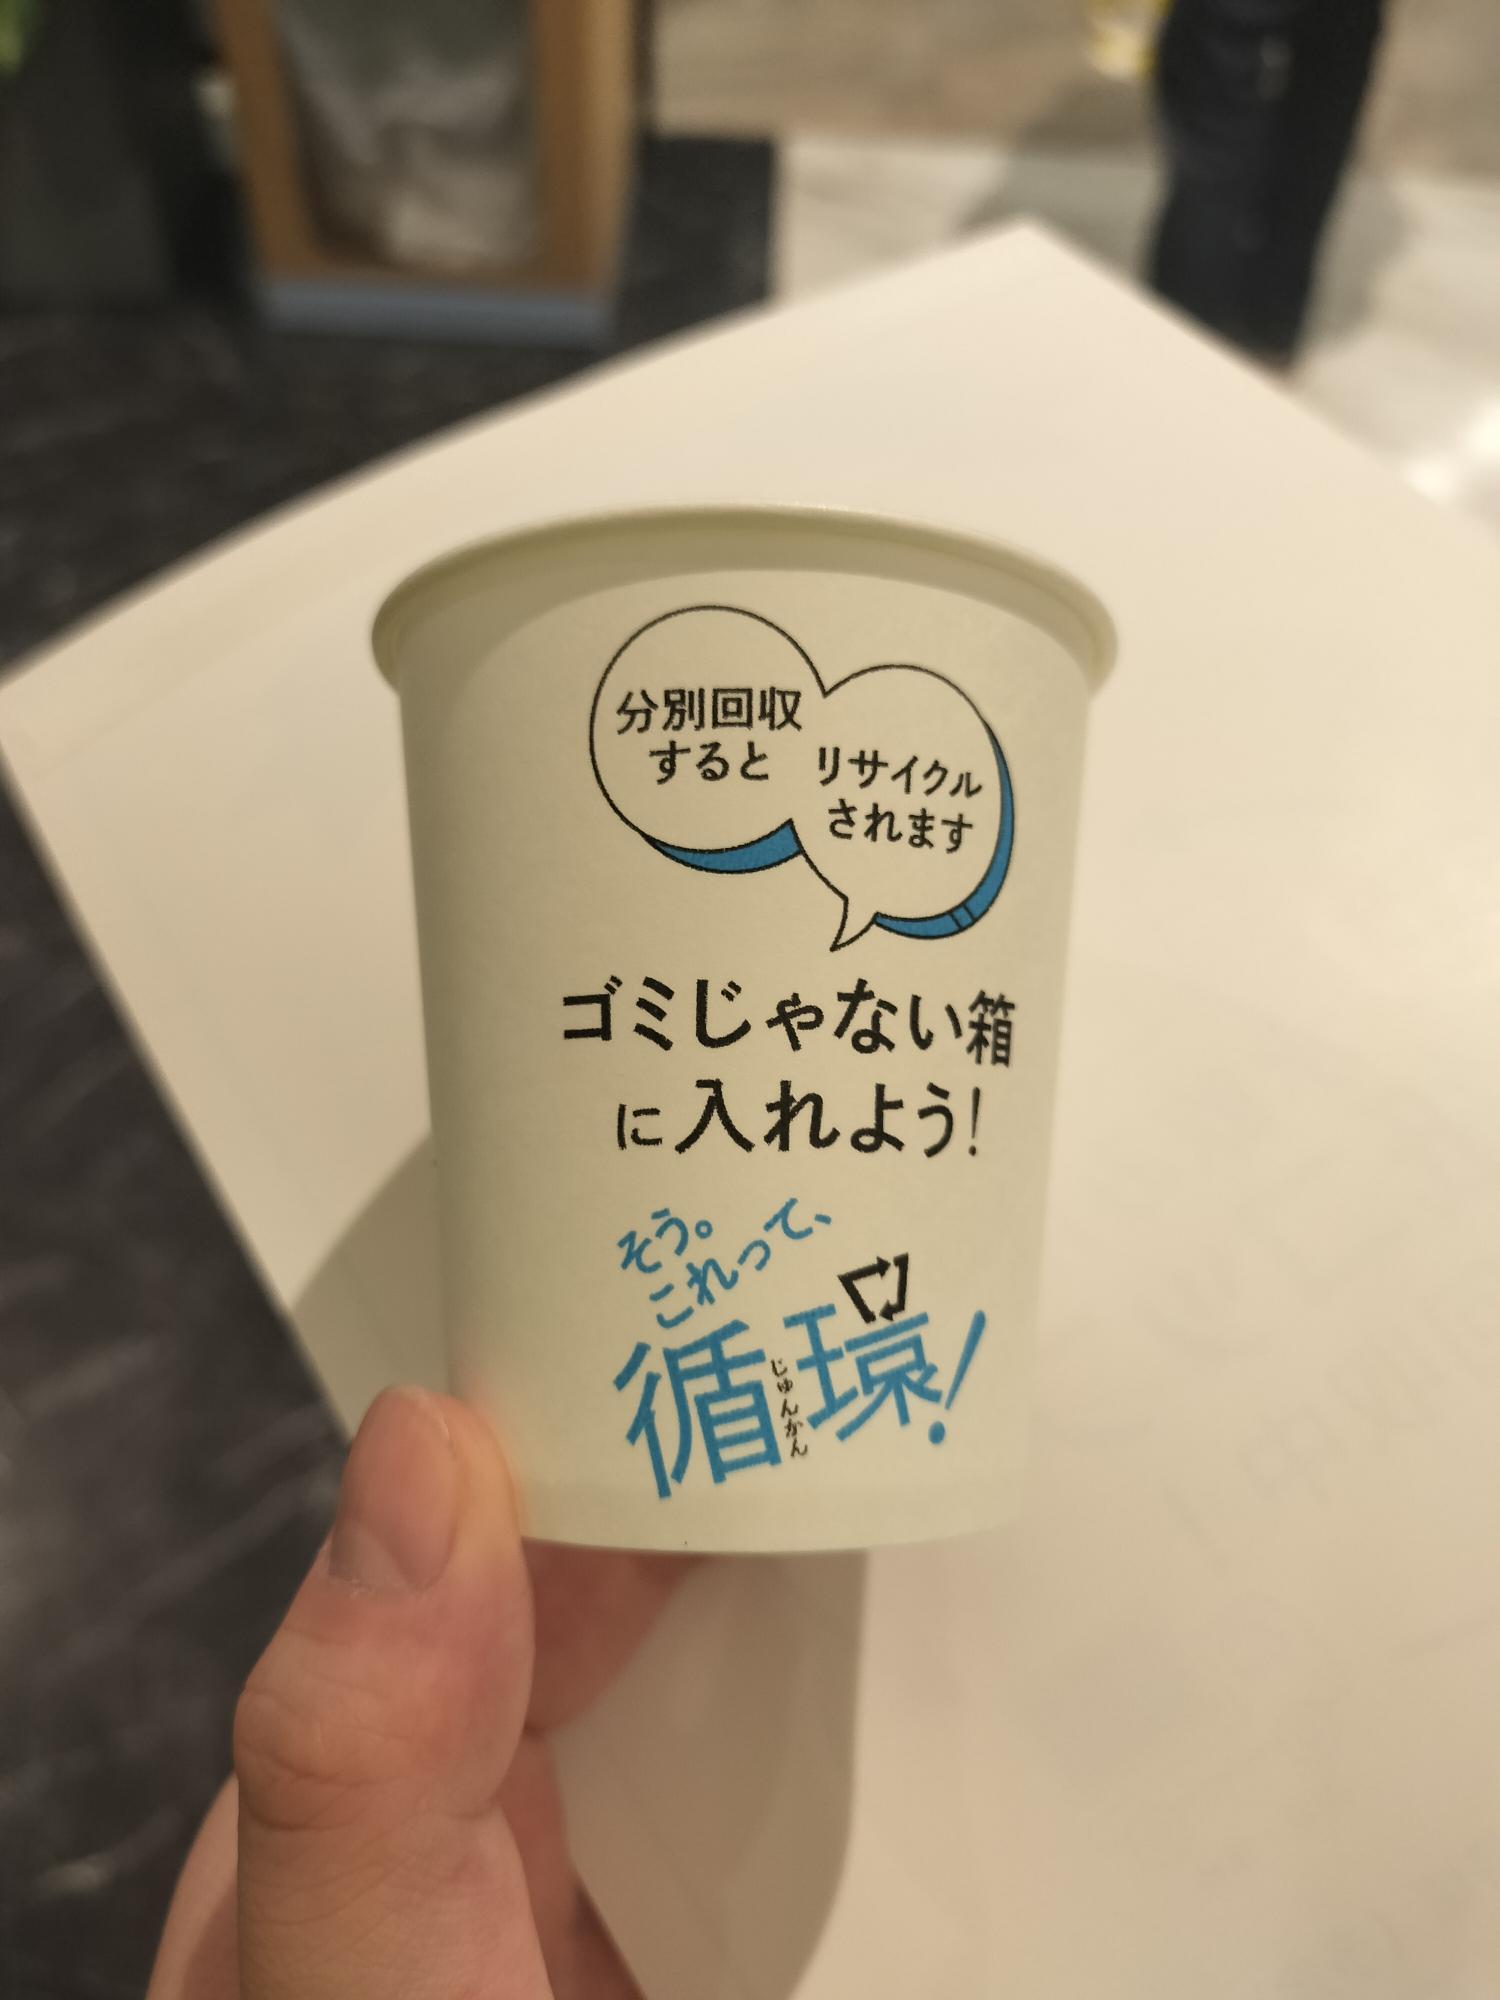 分別回収
すると
リサイクル
されます
ゴミじゃない箱
に入れよう!
そう。
これって、
循環!
じゅんかん